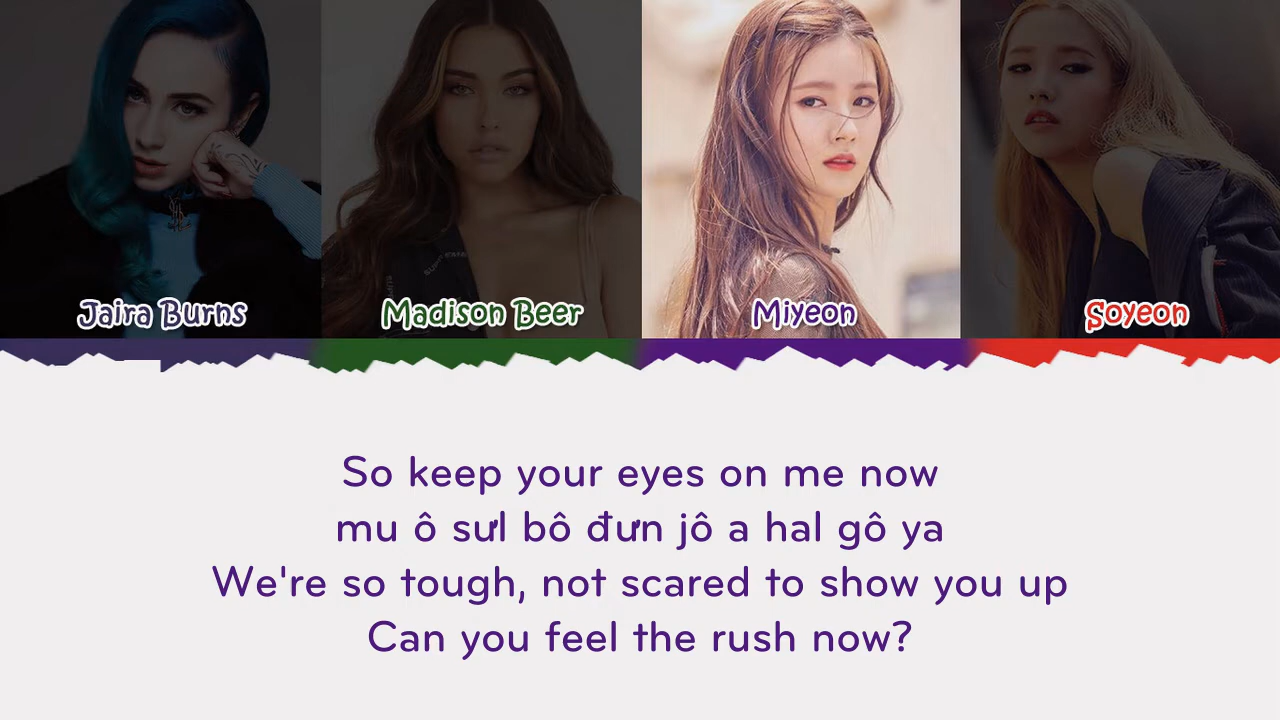 Jaira Burns
Madison Beer
Miyeon
Soyeon
So keep your eyes on me now
mu ô sưl bô đưn jô a hal gô ya
We're so tough, not scared to show you up
Can you feel the rush now?